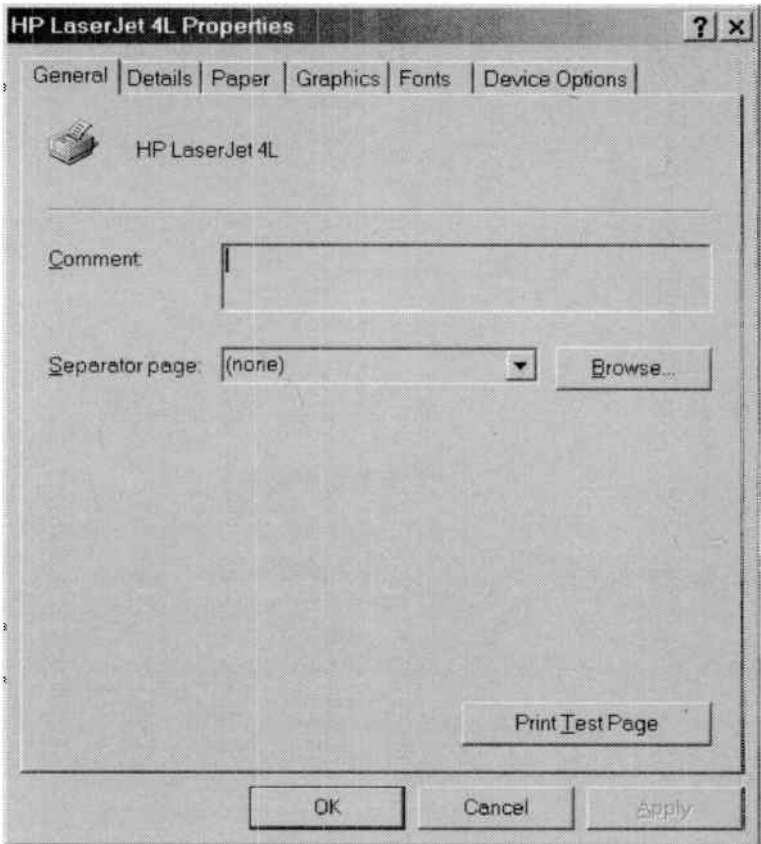 HP LaserJet 4L Properties ? ×
General Details Paper Graphics Fonts Device Options
HP LaserJet 4L
Comment:
Separator page: (none) Browse...
Print Test Page
OK Cancel Apply